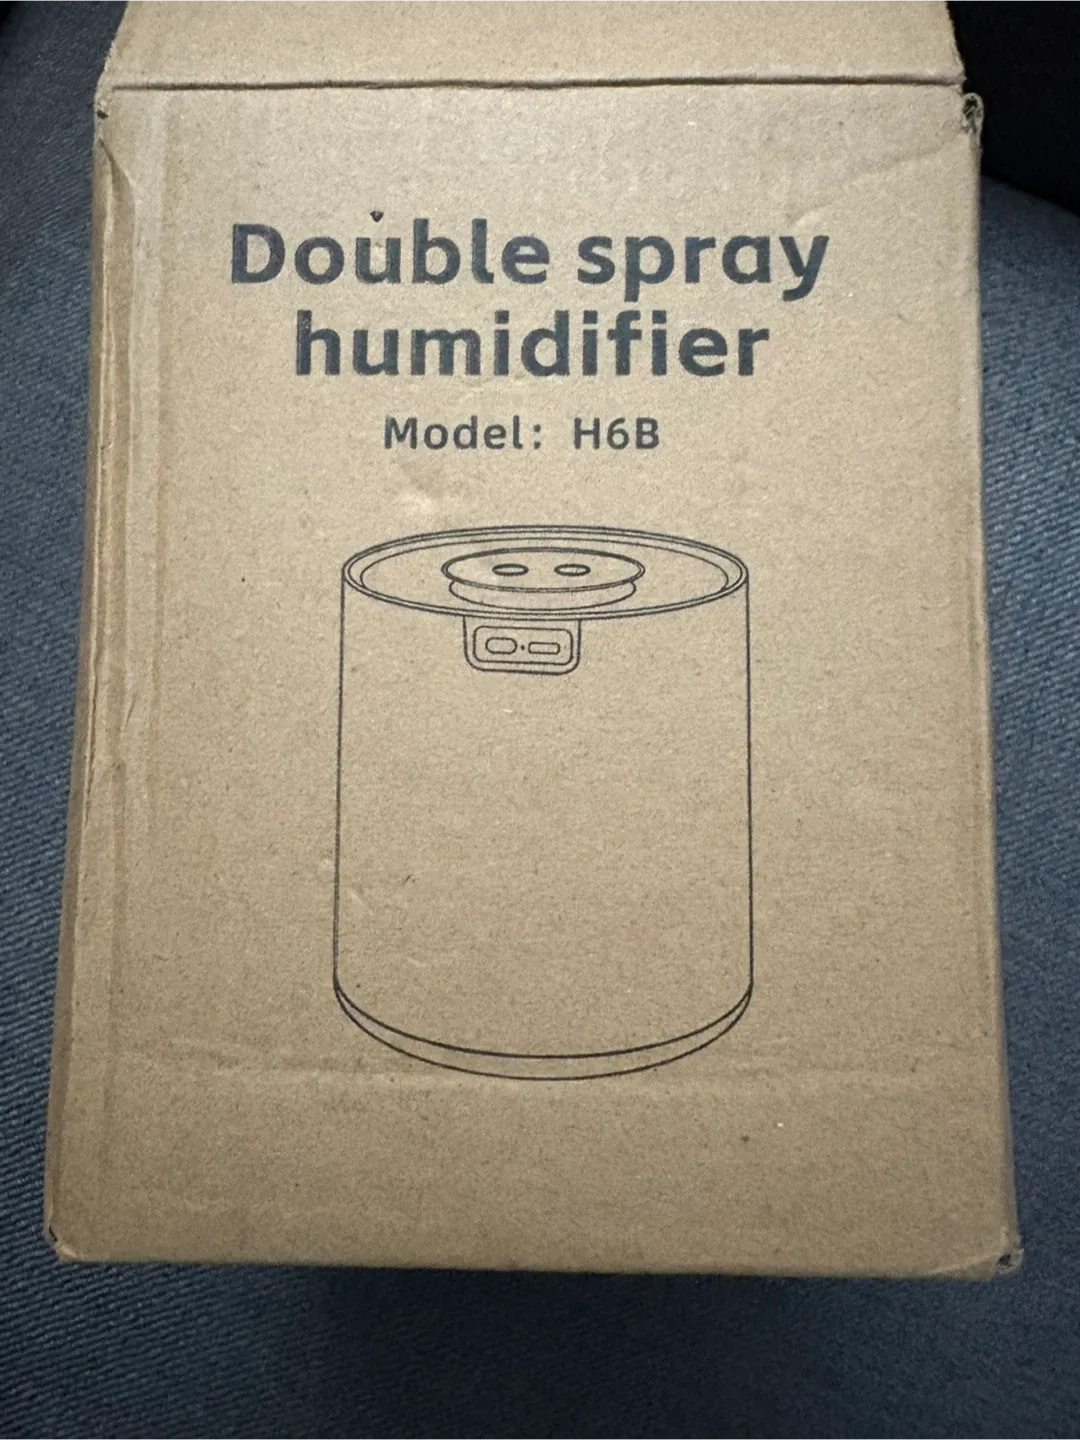 Double spray
humidifier
Model: H6B